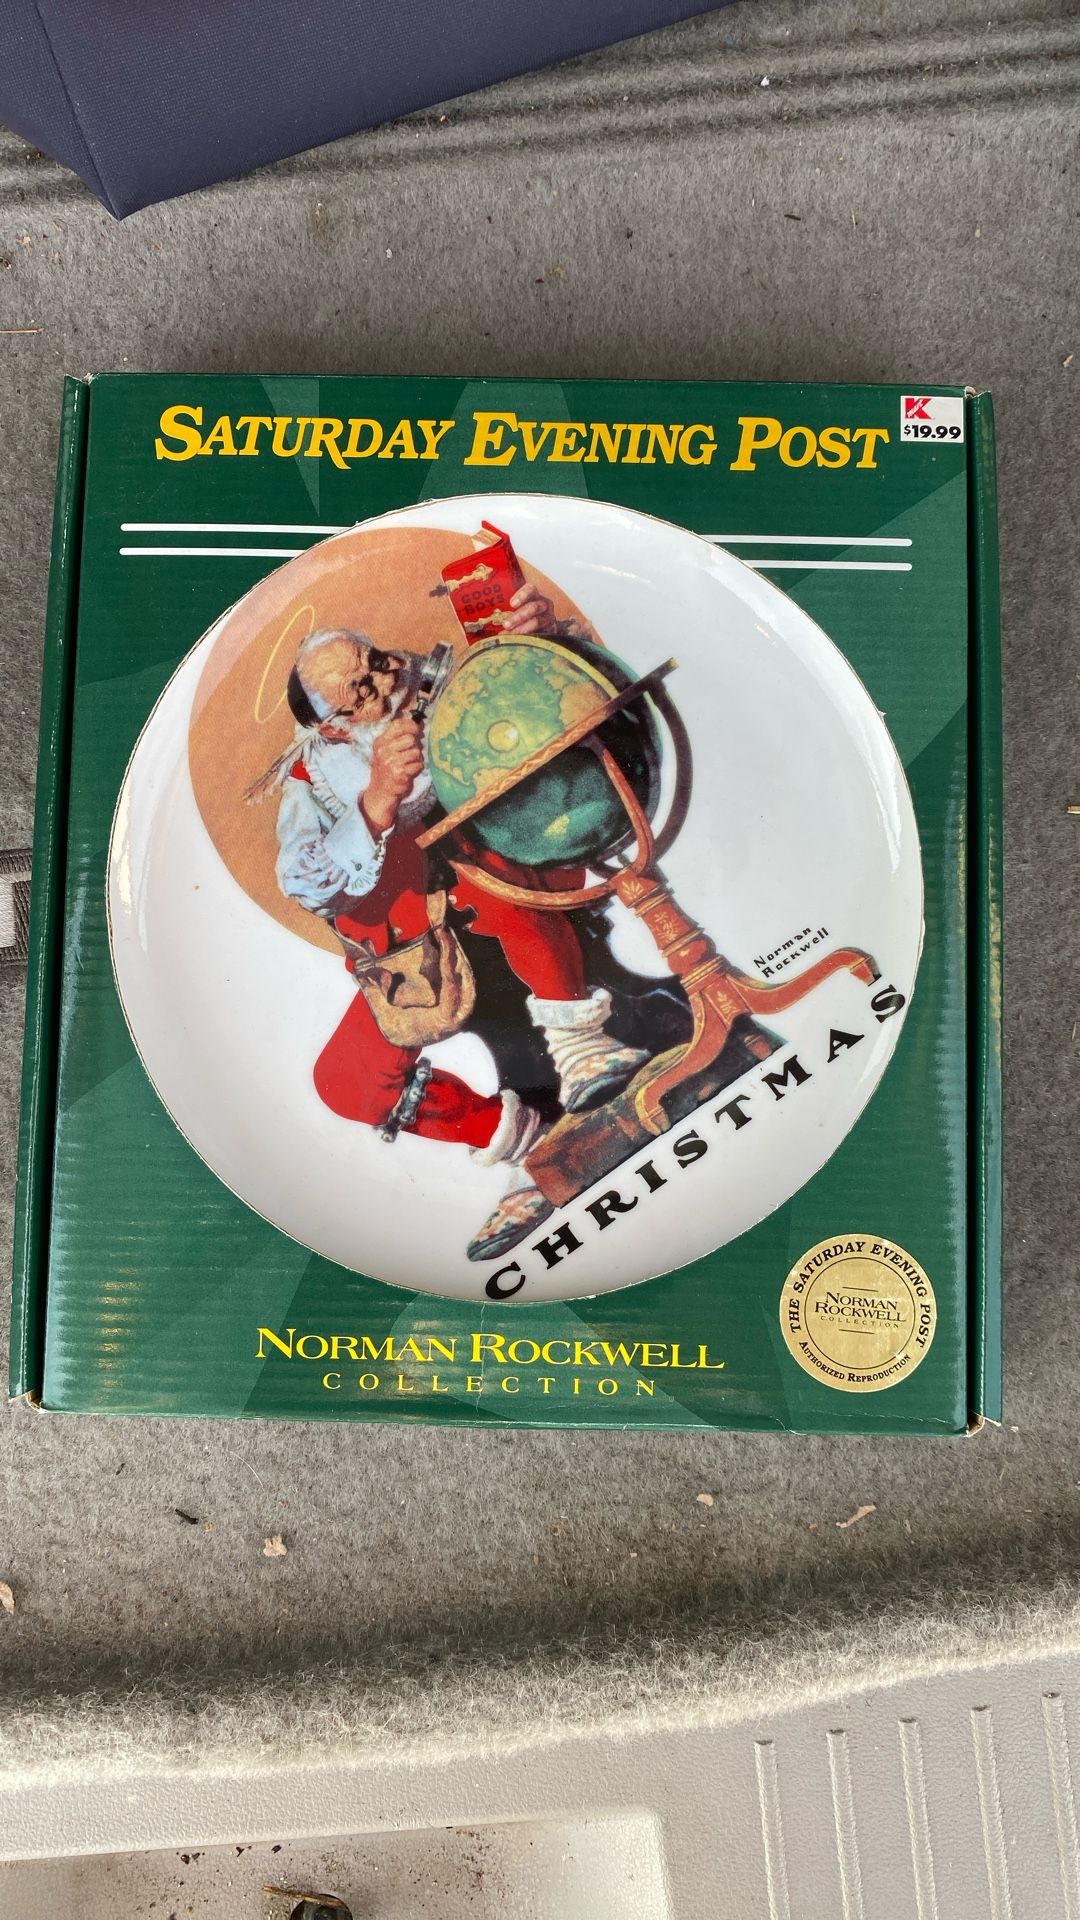 SATURDAY EVENING POST
K
$19.99
GOOD
BOYS
Norman
Rockwell
CHRISTMAS
NORMAN ROCKWELL
COLLECTION
THE SATURDAY EVENING POST
NORMAN
ROCKWELL
COLLECTION
AUTHORIZED REPRODUCTION